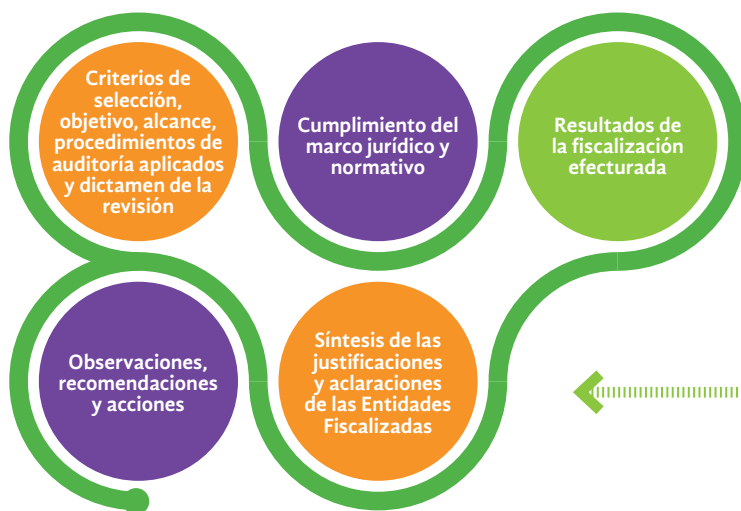 Criterios de
selección,
objetivo, alcance,
procedimientos de
auditoría aplicados
y dictamen de la
revisión
Cumplimiento del
marco jurídico y
normativo
Resultados de
la fiscalización
efecturada
Síntesis de las
justificaciones
y aclaraciones
de las Entidades
Fiscalizadas
Observaciones,
recomendaciones
y acciones